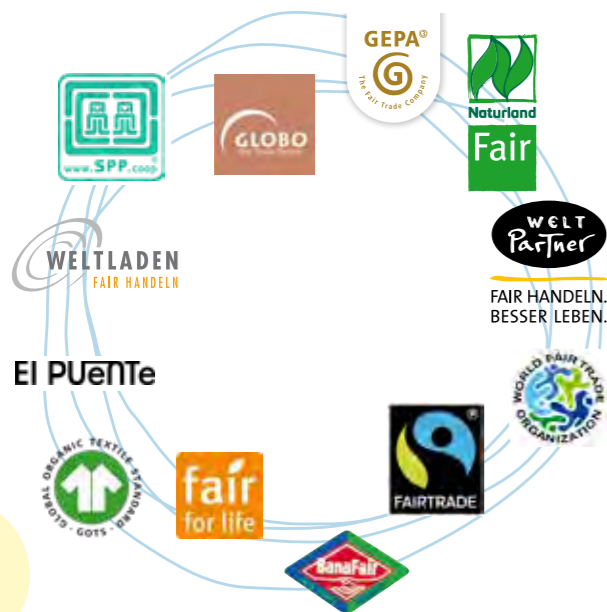 GEPA®
The Fair Trade Company
Naturland
Fair
www.SPP.coop
®
GLOBO
WELT
PaRTner
FAIR HANDELN.
BESSER LEBEN.
WELTLADEN
FAIR HANDELN
El PUeNTe
WORLD FAIR TRADE
ORGANIZATION
®
FAIRTRADE
GLOBAL ORGANIC TEXTILE STANDARD
· GOTS ·
fair
for life
BanaFair